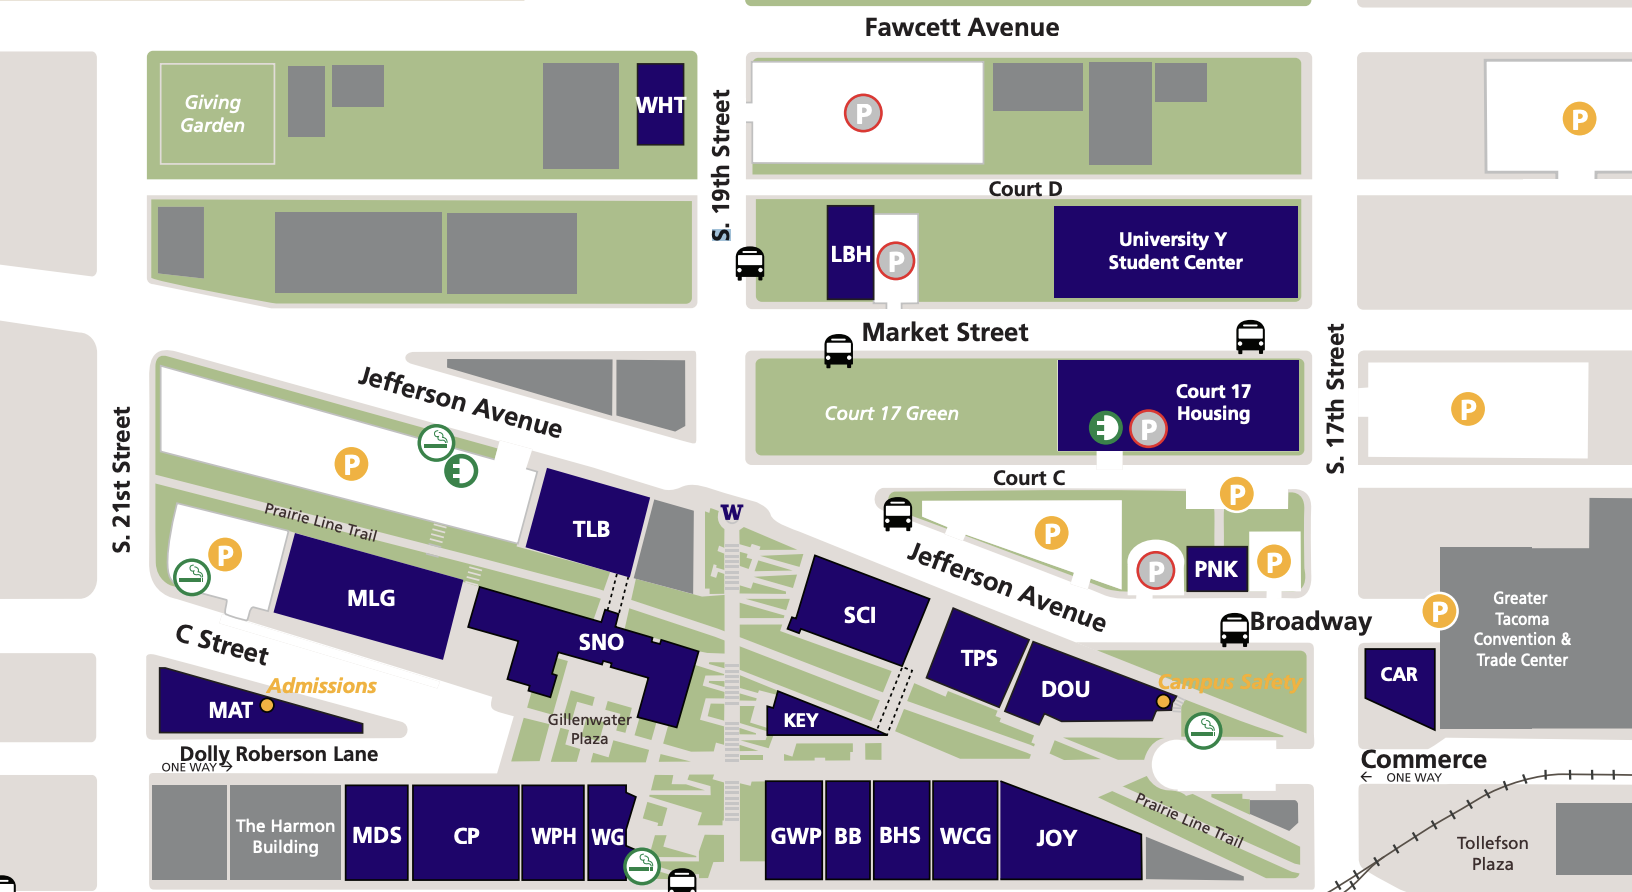 Fawcett Avenue
Giving
Garden
WHT
S. 19th Street
P
P
Court D
LBH
P
University Y
Student Center
Market Street
Jefferson Avenue
Court 17 Green
Court 17
Housing
P
S. 17th Street
P
S. 21st Street
P
Prairie Line Trail
TLB
W
Court C
P
P
Jefferson Avenue
P
PNK
P
P
MLG
SNO
SCI
TPS
DOU
Broadway
P
Greater
Tacoma
Convention &
Trade Center
CAR
C Street
Admissions
MAT
Gillenwater
Plaza
KEY
Campus Safety
Dolly Roberson Lane
ONE WAY →
Commerce
← ONE WAY
The Harmon
Building
MDS
CP
WPH
WG
GWP
BB
BHS
WCG
JOY
Prairie Line Trail
Tollefson
Plaza